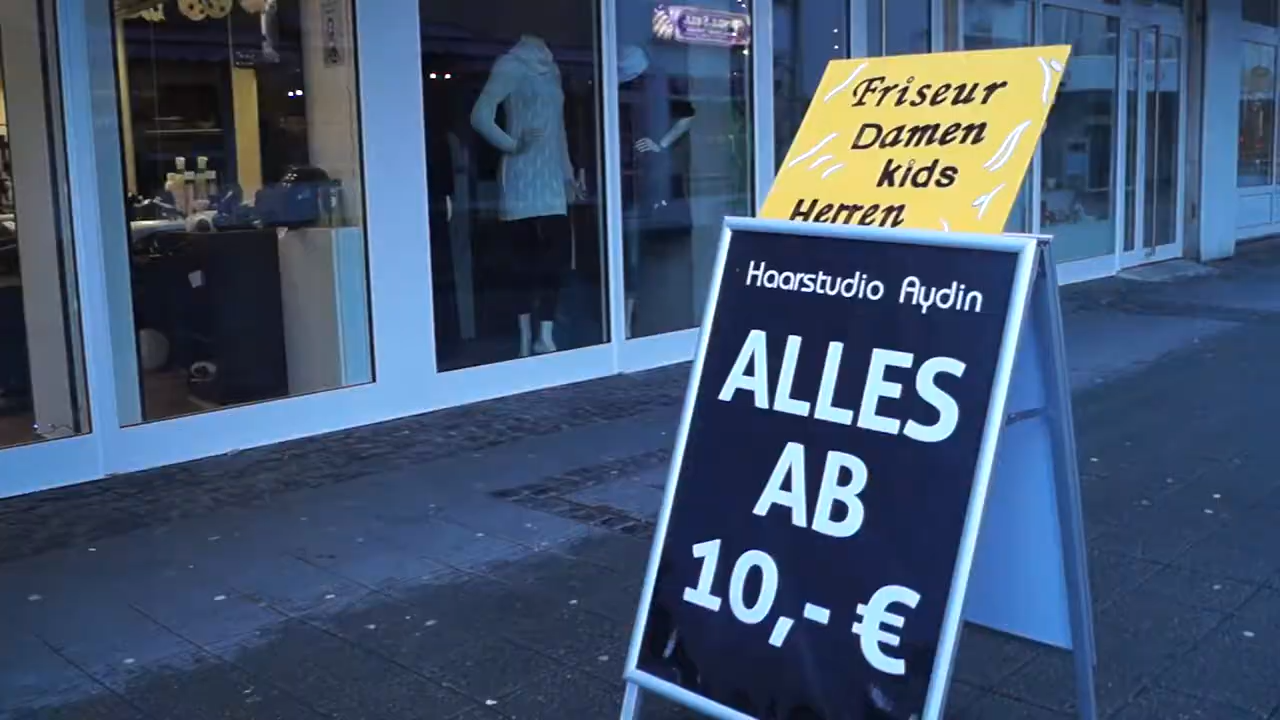 Friseur
Damen
kids
Herren
Haarstudio Aydin
ALLES
AB
10,- €